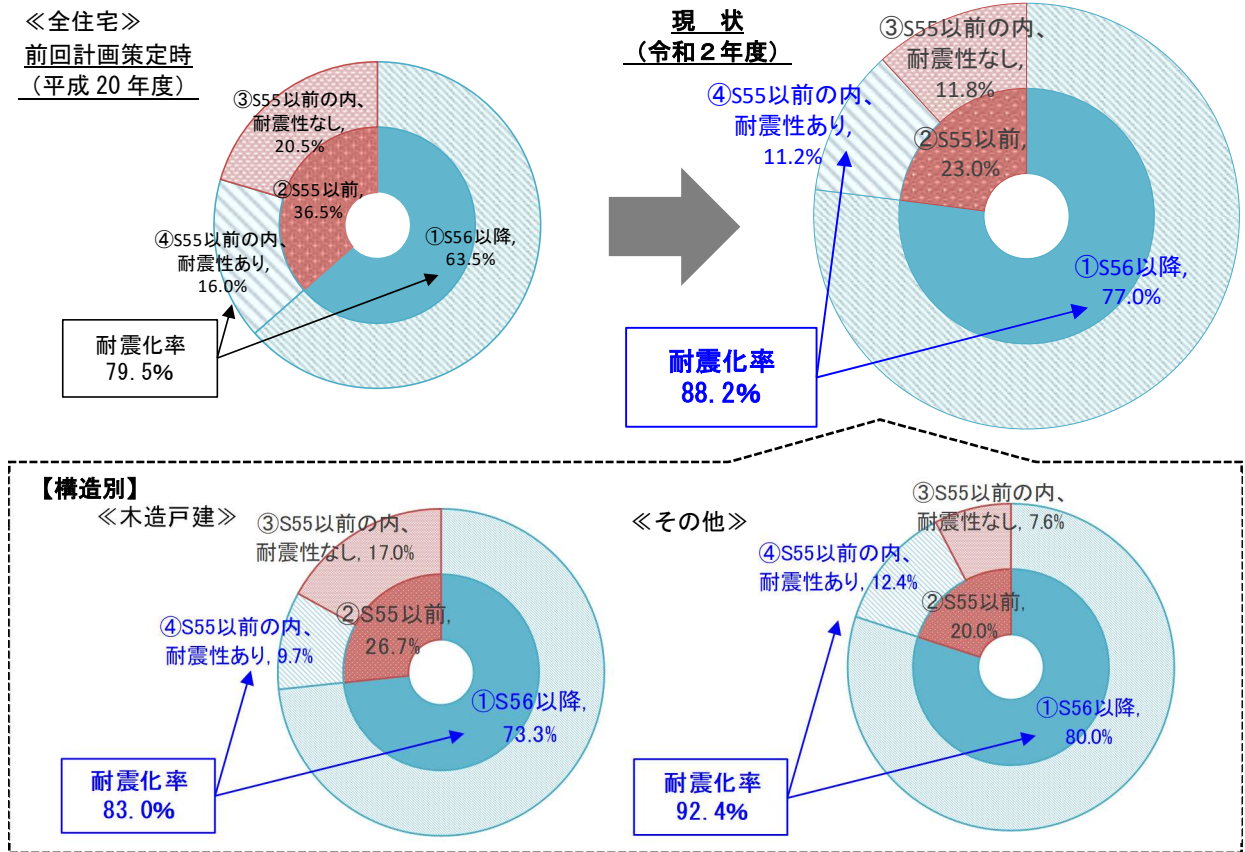 ≪全住宅≫
前回計画策定時
（平成 20 年度）
③S55以前の内、
耐震性なし,
20.5%
②S55以前,
36.5%
①S56以降,
63.5%
④S55以前の内、
耐震性あり,
16.0%
耐震化率
79.5%
現 状
（令和２年度）
③S55以前の内、
耐震性なし,
11.8%
④S55以前の内、
耐震性あり,
11.2%
②S55以前,
23.0%
①S56以降,
77.0%
耐震化率
88.2%
【構造別】
≪木造戸建≫
③S55以前の内、
耐震性なし, 17.0%
②S55以前,
26.7%
④S55以前の内、
耐震性あり, 9.7%
①S56以降,
73.3%
耐震化率
83.0%
≪その他≫
③S55以前の内、
耐震性なし, 7.6%
④S55以前の内、
耐震性あり, 12.4%
②S55以前,
20.0%
①S56以降,
80.0%
耐震化率
92.4%